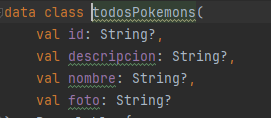 data class todosPokemons(
val id: String?,
val descripcion: String?,
val nombre: String?,
val foto: String?